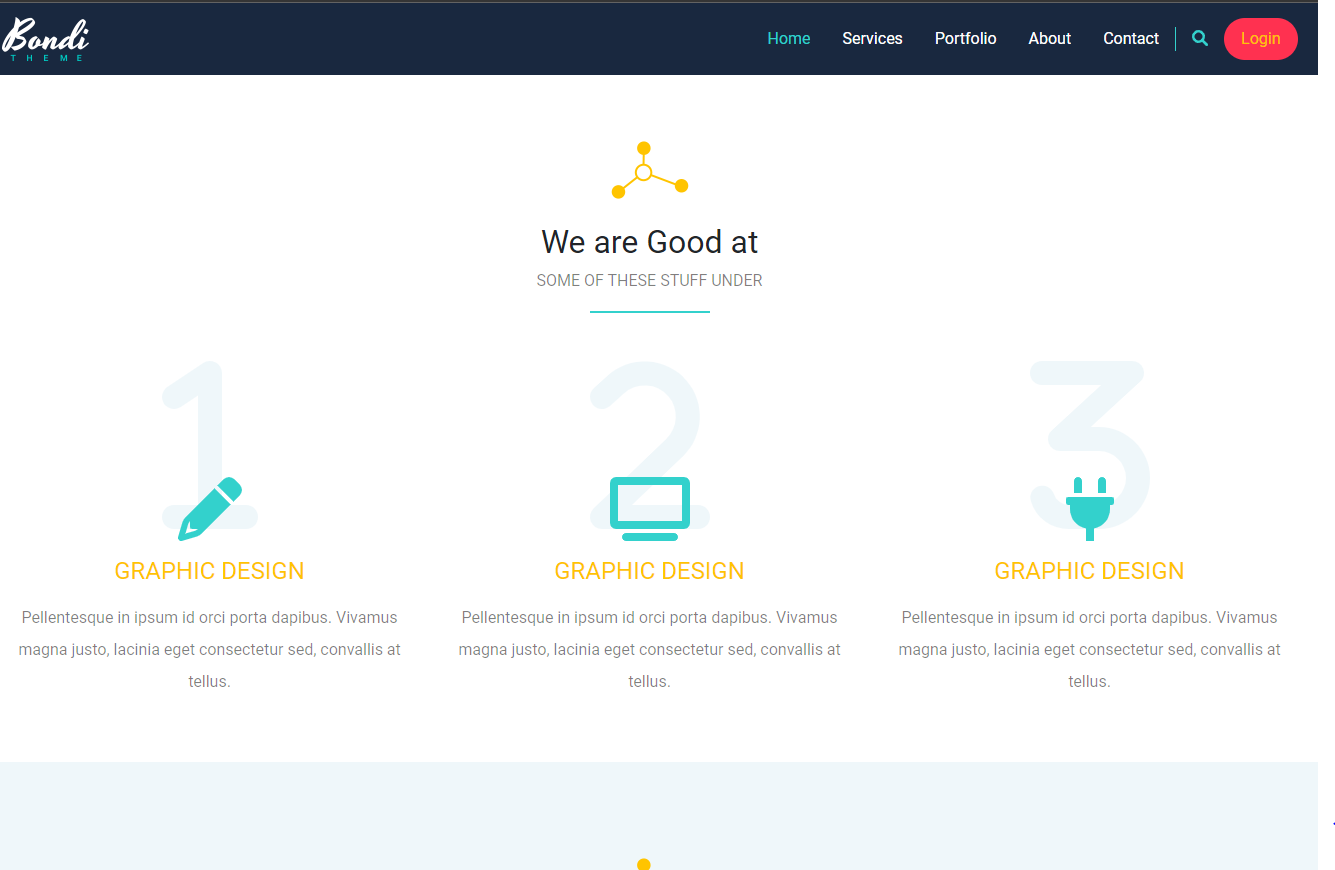 Bondi
THEME
Home Services Portfolio About Contact Login
We are Good at
SOME OF THESE STUFF UNDER
1 2 3
GRAPHIC DESIGN
Pellentesque in ipsum id orci porta dapibus. Vivamus
magna justo, lacinia eget consectetur sed, convallis at
tellus.
GRAPHIC DESIGN
Pellentesque in ipsum id orci porta dapibus. Vivamus
magna justo, lacinia eget consectetur sed, convallis at
tellus.
GRAPHIC DESIGN
Pellentesque in ipsum id orci porta dapibus. Vivamus
magna justo, lacinia eget consectetur sed, convallis at
tellus.